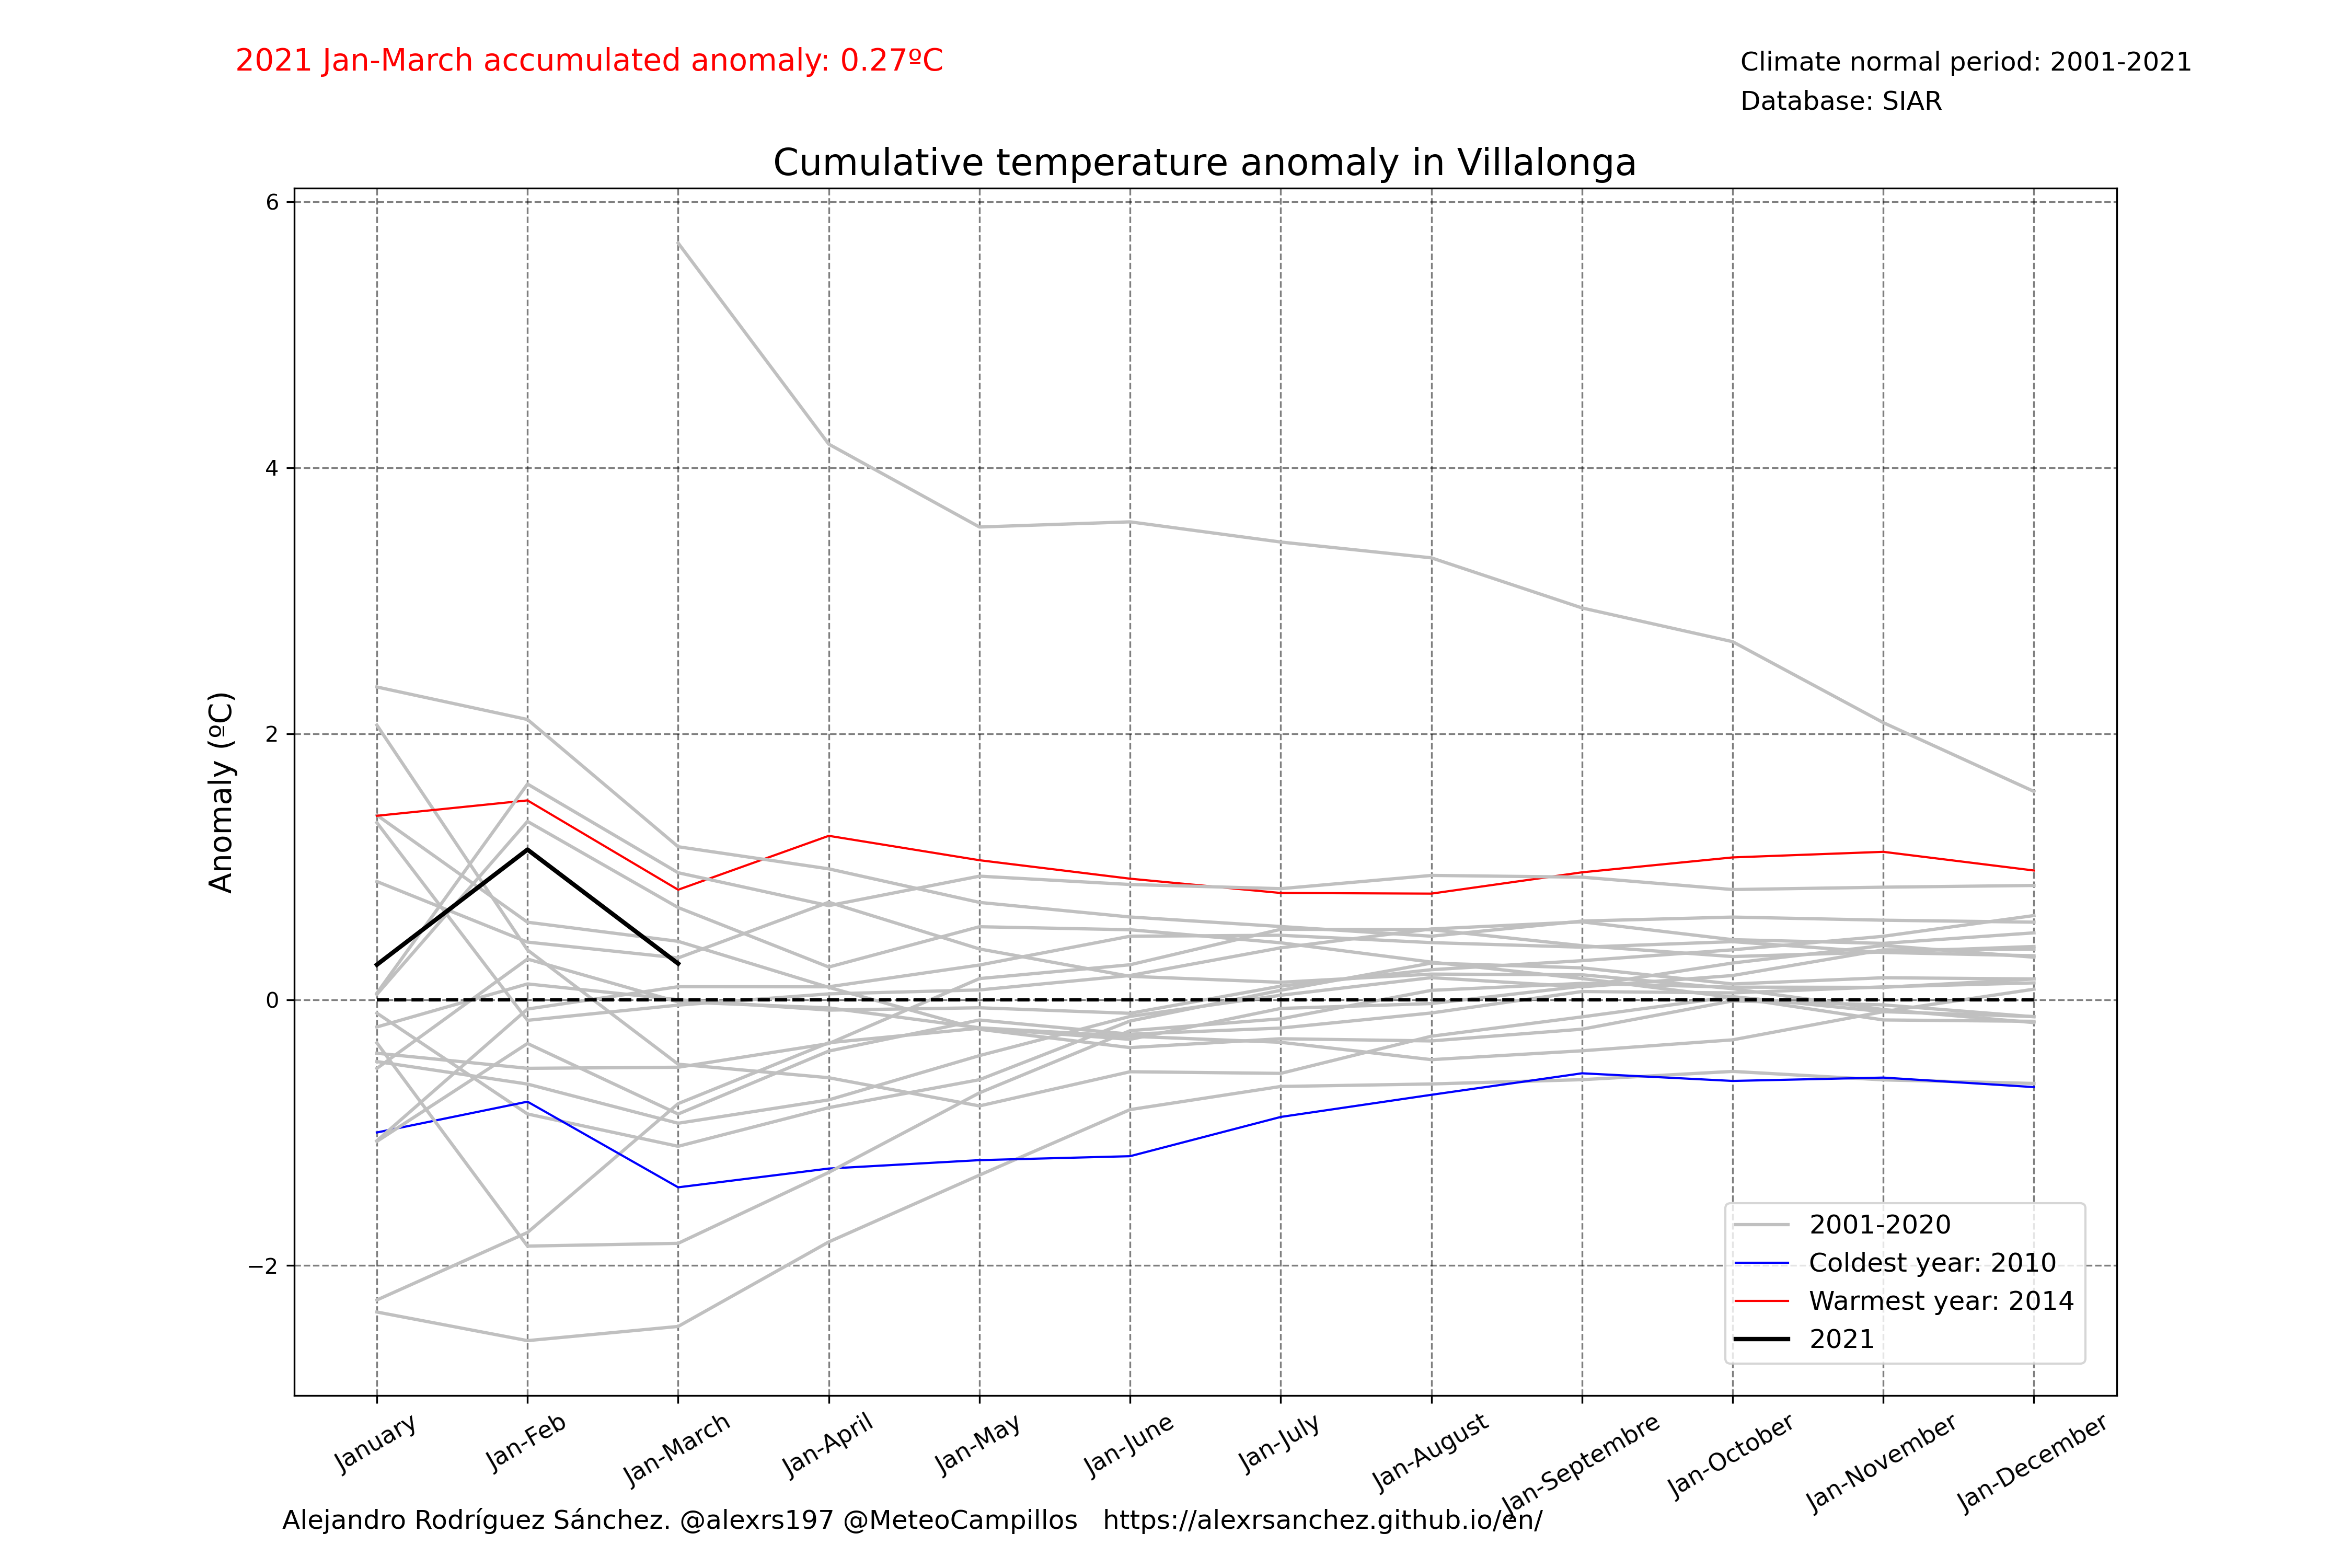 2021 Jan-March accumulated anomaly: 0.27ºC
Climate normal period: 2001-2021
Database: SIAR
Cumulative temperature anomaly in Villalonga
Anomaly (ºC)
6
4
2
0
−2
2001-2020
Coldest year: 2010
Warmest year: 2014
2021
January
Jan-Feb
Jan-March
Jan-April
Jan-May
Jan-June
Jan-July
Jan-August
Jan-Septembre
Jan-October
Jan-November
Jan-December
Alejandro Rodríguez Sánchez. @alexrs197 @MeteoCampillos https://alexrsanchez.github.io/en/